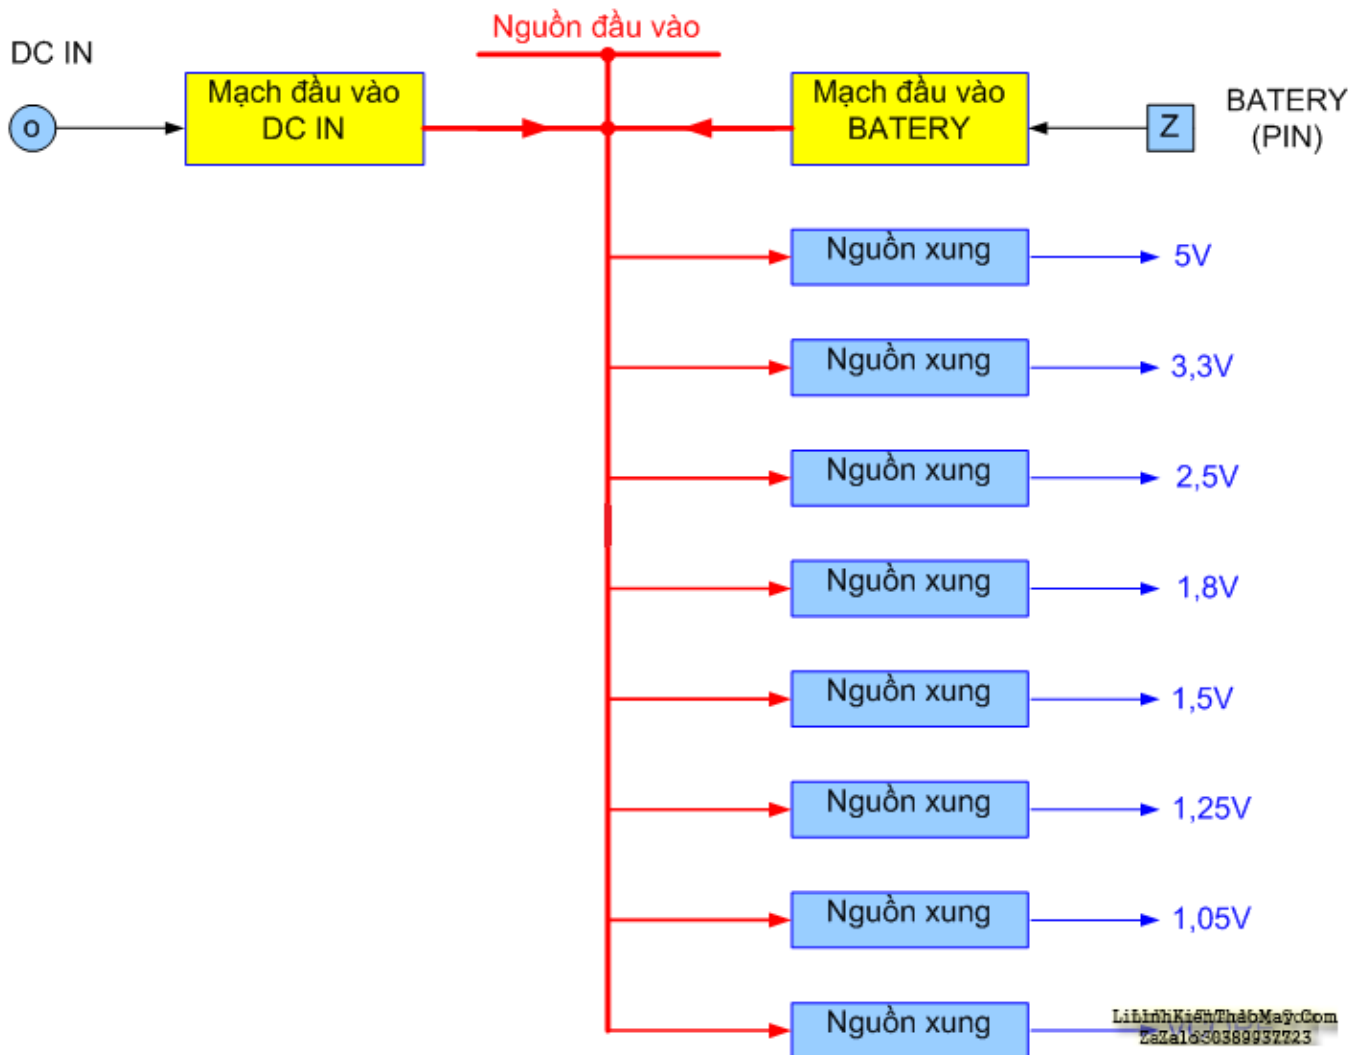 Nguồn đầu vào
DC IN
Mạch đầu vào
DC IN
Mạch đầu vào
BATERY
BATERY
(PIN)
O
Z
Nguồn xung
5V
Nguồn xung
3,3V
Nguồn xung
2,5V
Nguồn xung
1,8V
Nguồn xung
1,5V
Nguồn xung
1,25V
Nguồn xung
1,05V
Nguồn xung